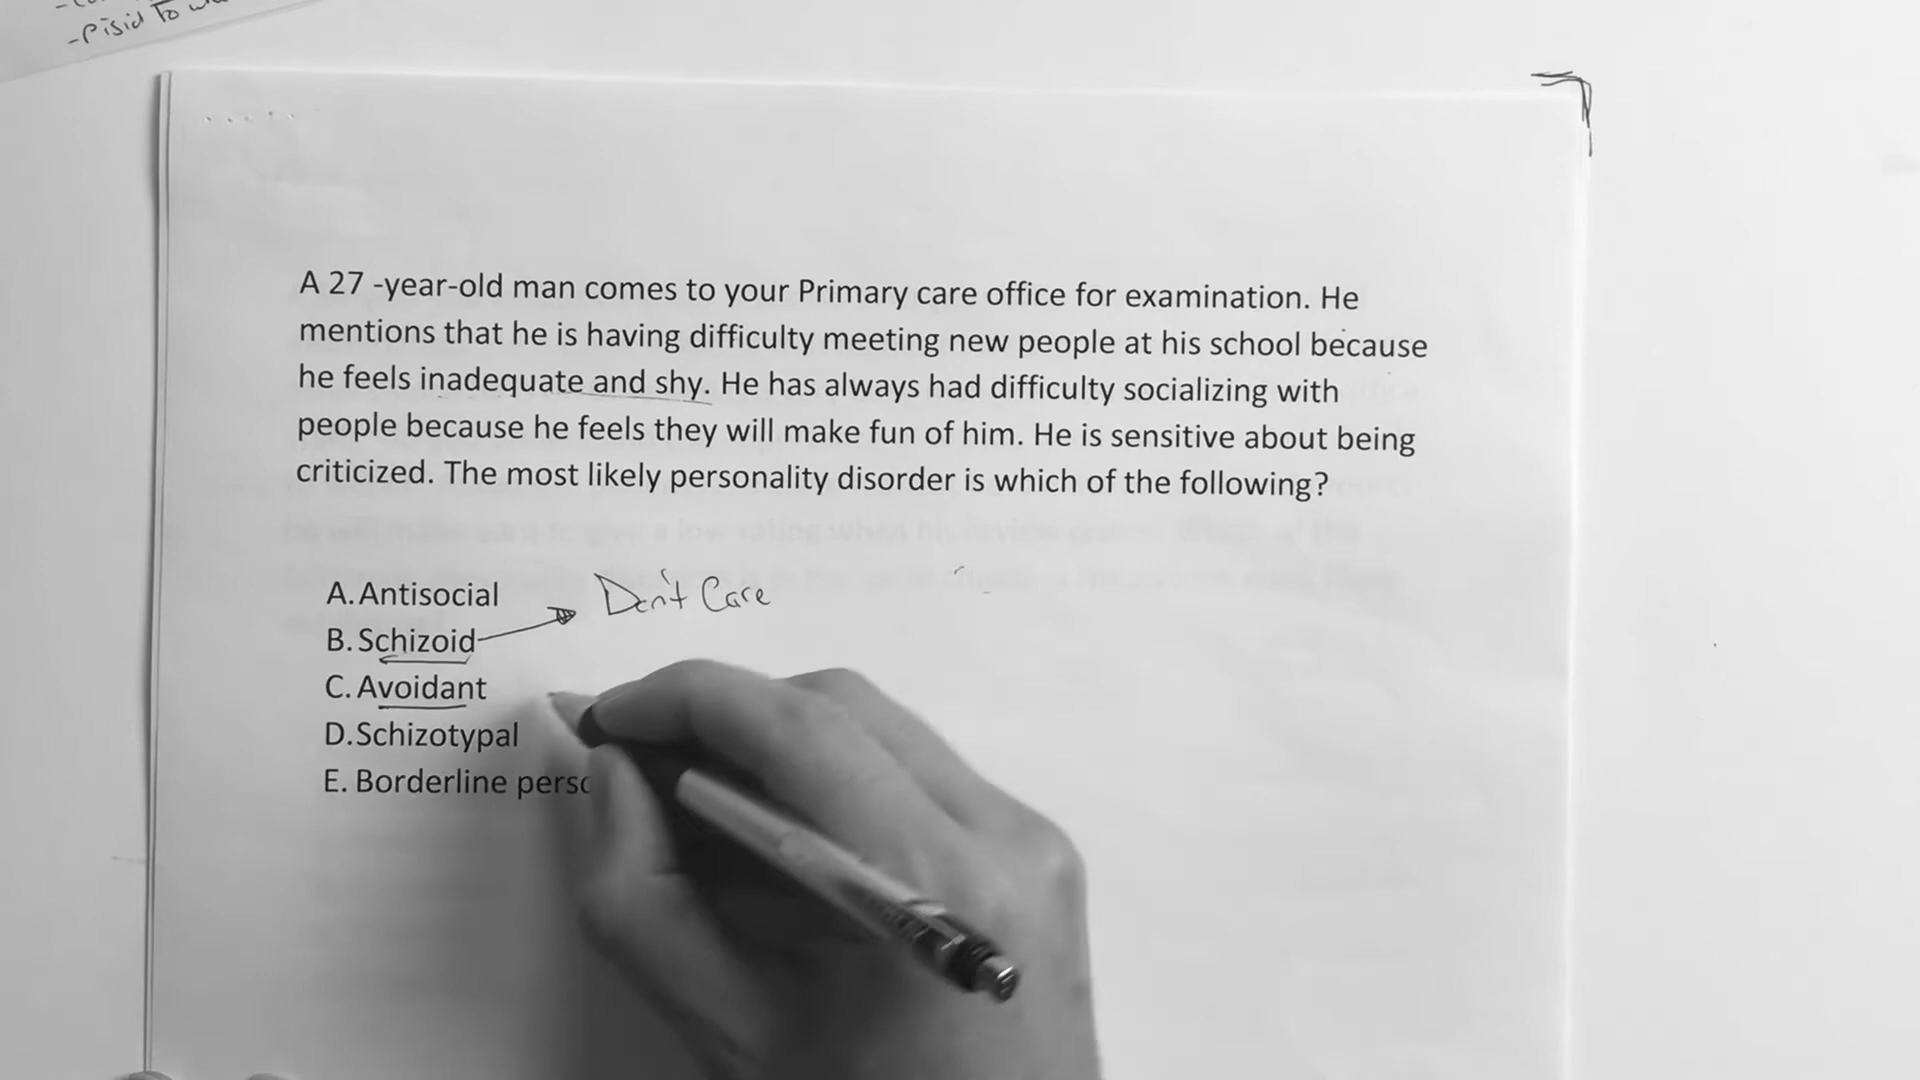 -Pisid To
A 27 -year-old man comes to your Primary care office for examination. He
mentions that he is having difficulty meeting new people at his school because
he feels inadequate and shy. He has always had difficulty socializing with
people because he feels they will make fun of him. He is sensitive about being
criticized. The most likely personality disorder is which of the following?
A. Antisocial
Don't Care
B. Schizoid
C. Avoidant
D. Schizotypal
E. Borderline perso